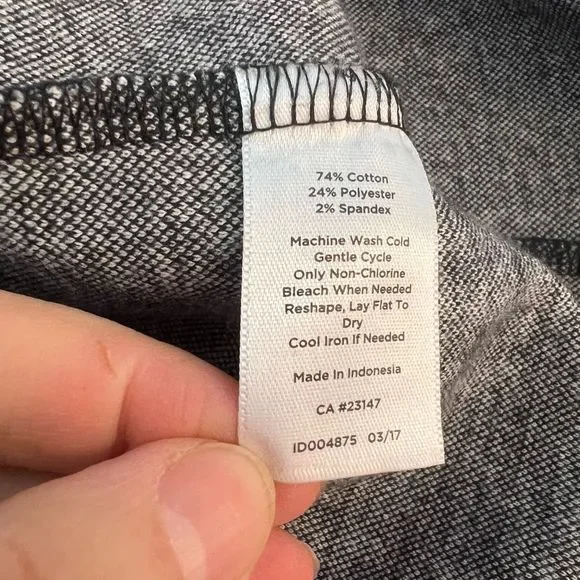 74% Cotton
24% Polyester
2% Spandex
Machine Wash Cold
Gentle Cycle
Only Non-Chlorine
Bleach When Needed
Reshape, Lay Flat To
Dry
Cool Iron If Needed
Made In Indonesia
CA #23147
ID004875 03/17